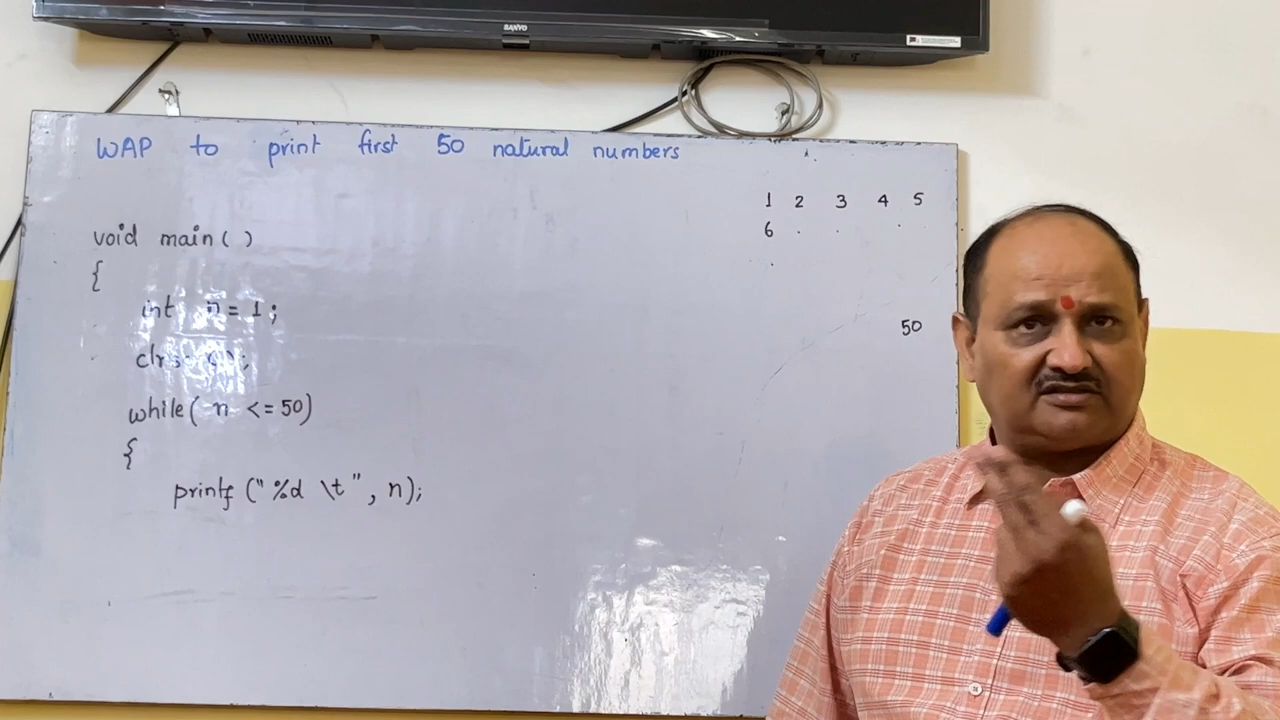 SANYO
WAP to print first 50 natural numbers
1 2 3 4 5
6 . . . .
.
50
void main( )
{
int n = 1 ;
clrscr();
while( n <= 50)
{
printf ("%d \t", n);